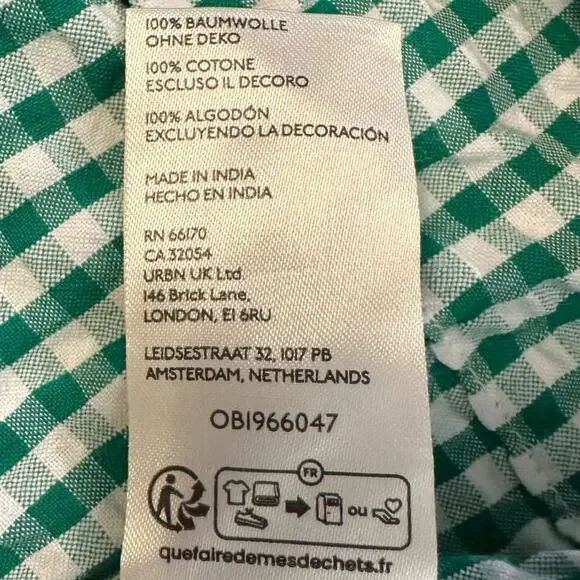 100% BAUMWOLLE
OHNE DEKO
100% COTONE
ESCLUSO IL DECORO
100% ALGODÓN
EXCLUYENDO LA DECORACIÓN
MADE IN INDIA
HECHO EN INDIA
RN 66170
CA 32054
URBN UK Ltd
146 Brick Lane,
LONDON, E1 6RU
LEIDSESTRAAT 32, 1017 PB
AMSTERDAM, NETHERLANDS
OB1966047
FR
ou
quefairedemesdechets.fr